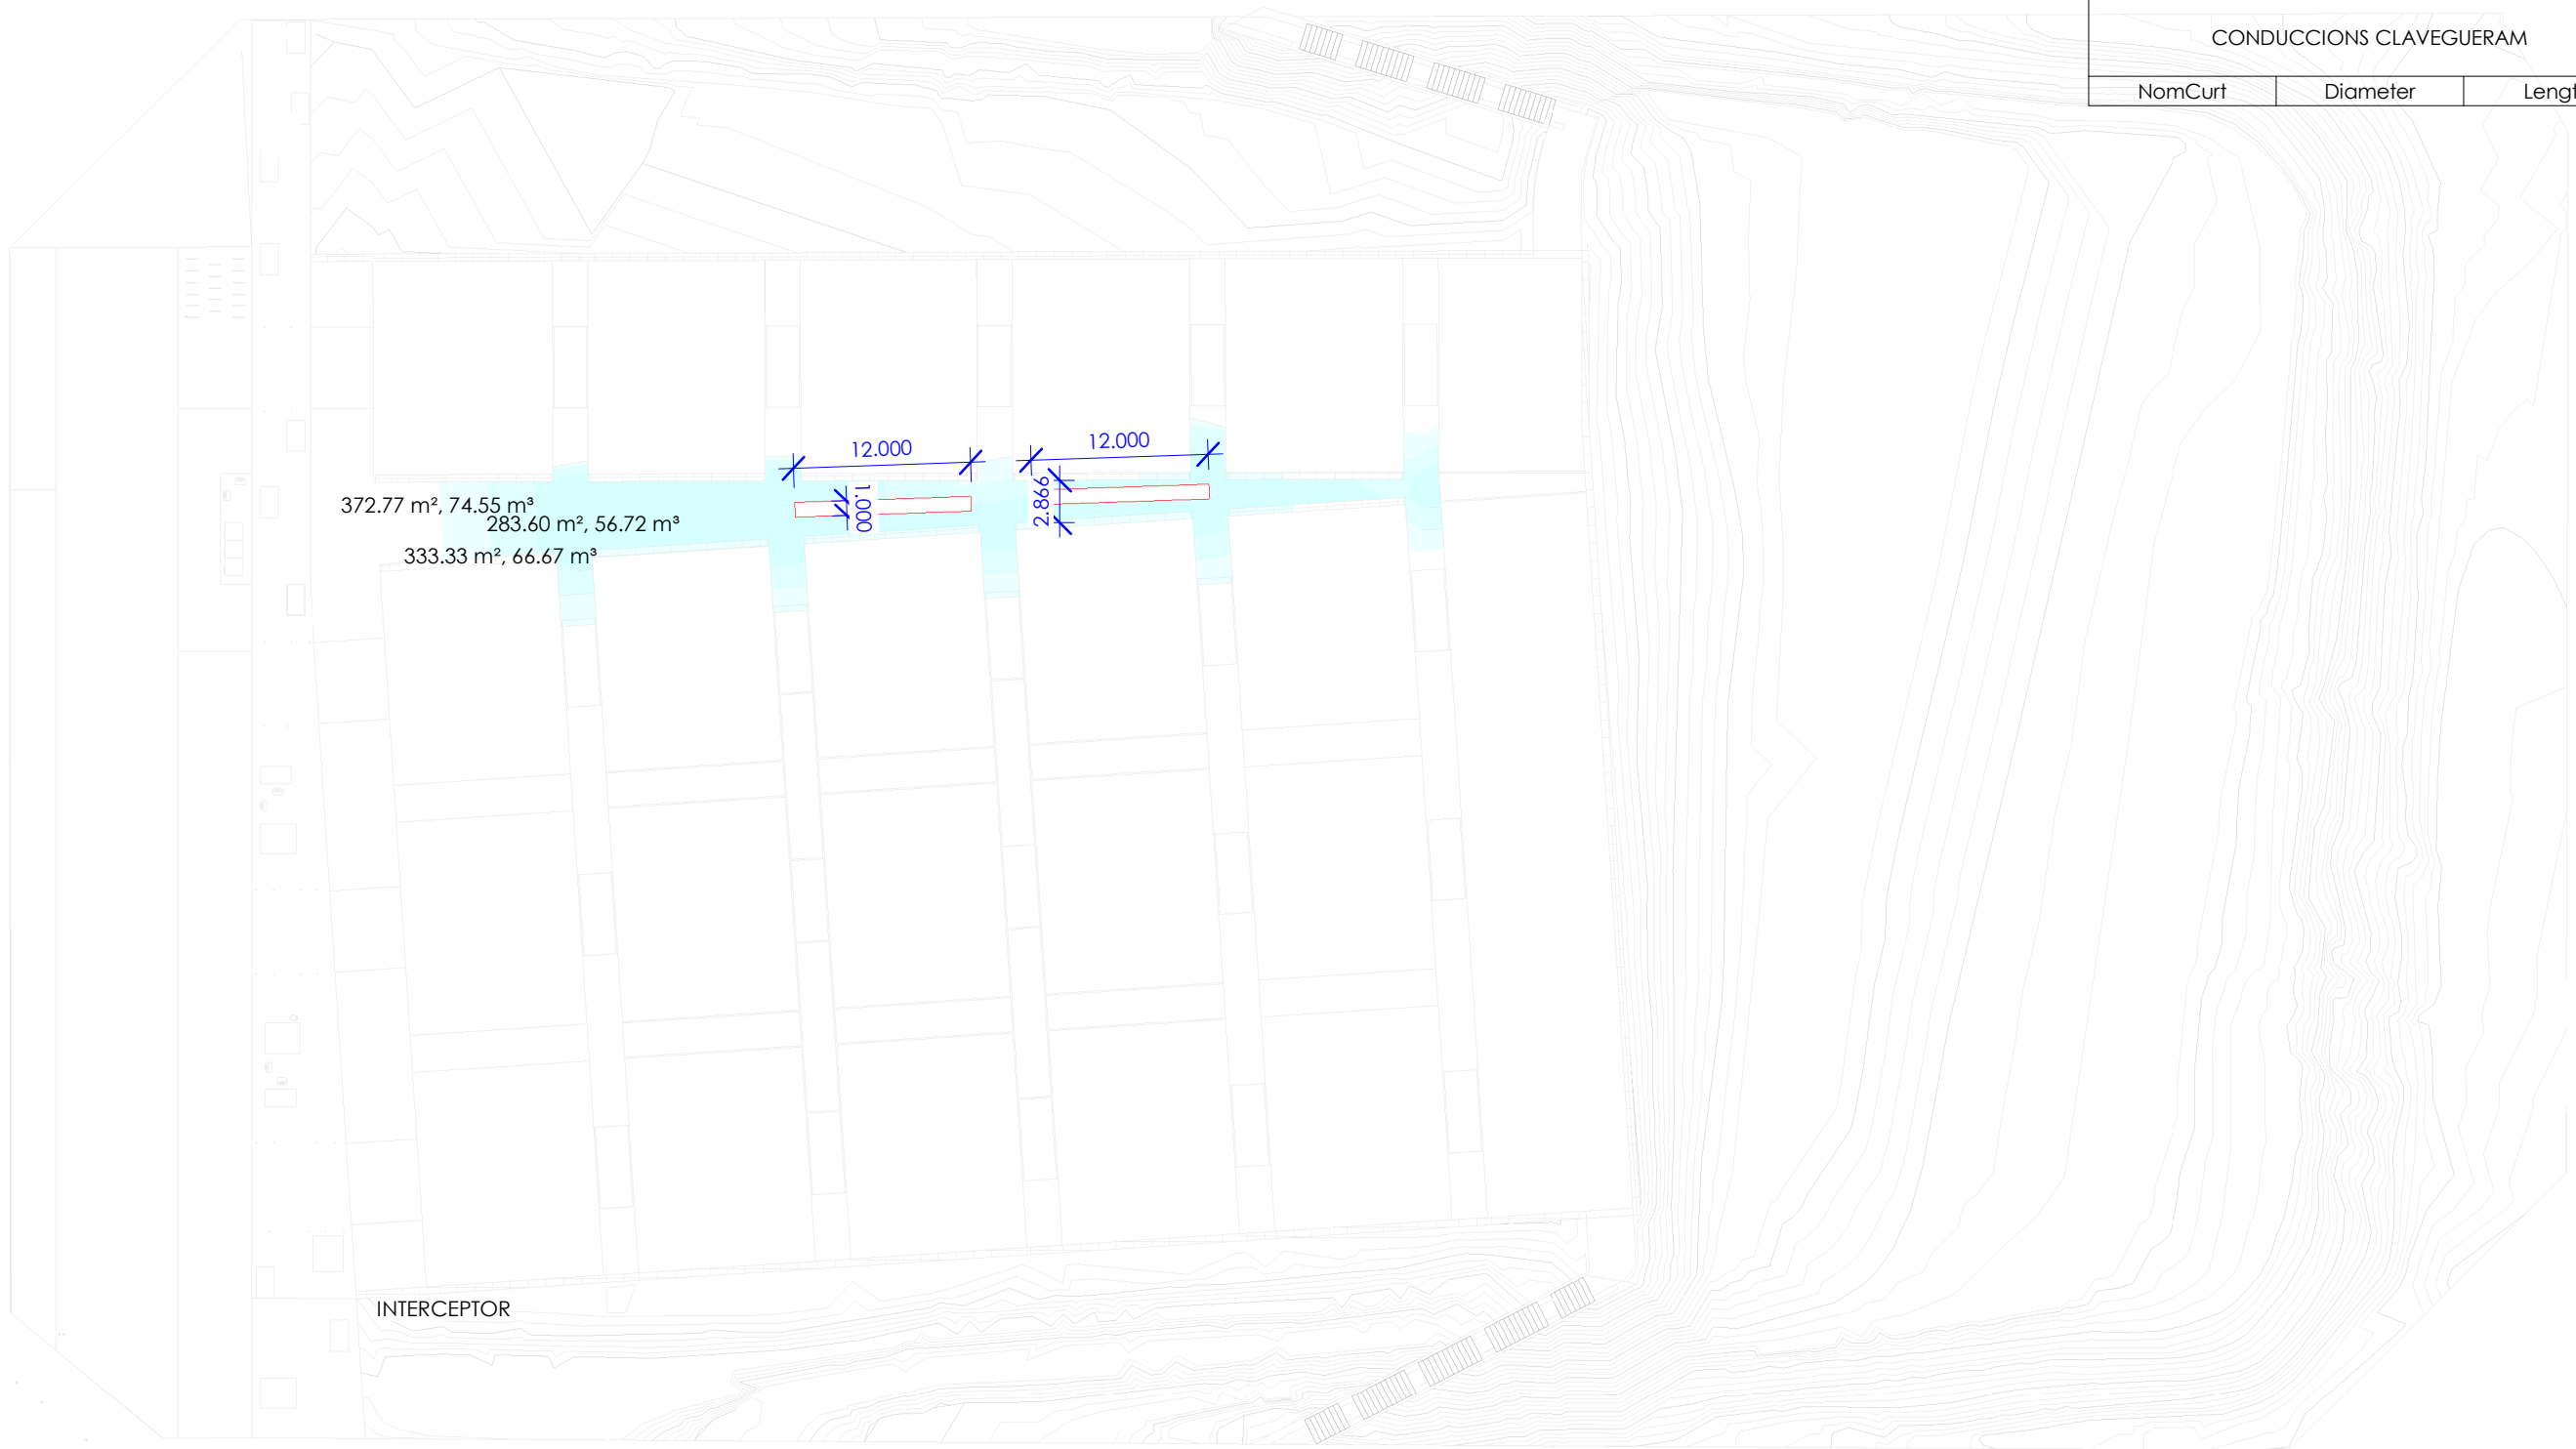 CONDUCCIONS CLAVEGUERAM
NomCurt Diameter Lengt
12.000
12.000
1.000
2.866
372.77 m², 74.55 m³
283.60 m², 56.72 m³
333.33 m², 66.67 m³
INTERCEPTOR